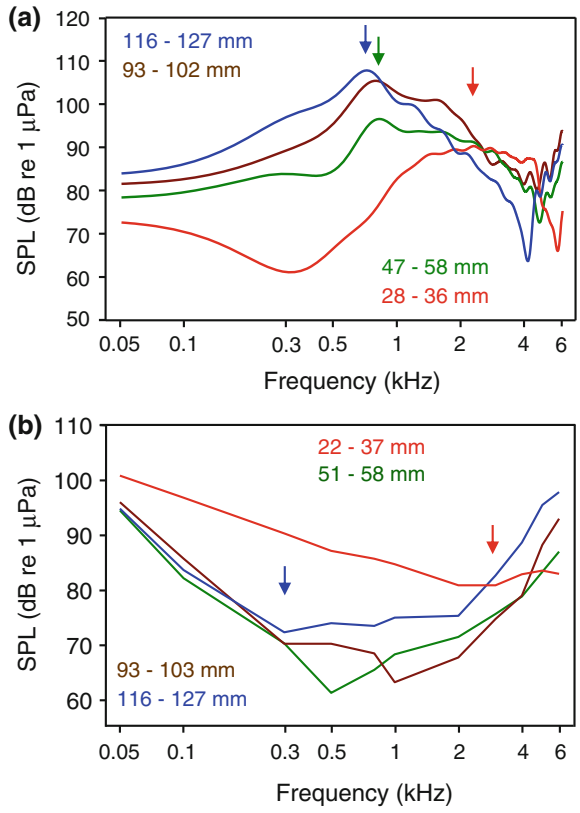 (a)
120
110
100
90
80
70
60
50
SPL (dB re 1 μPa)
116 - 127 mm
93 - 102 mm
47 - 58 mm
28 - 36 mm
0.05 0.1 0.3 0.5 1 2 4 6
Frequency (kHz)
(b)
110
100
90
80
70
60
SPL (dB re 1 μPa)
22 - 37 mm
51 - 58 mm
93 - 103 mm
116 - 127 mm
0.05 0.1 0.3 0.5 1 2 4 6
Frequency (kHz)